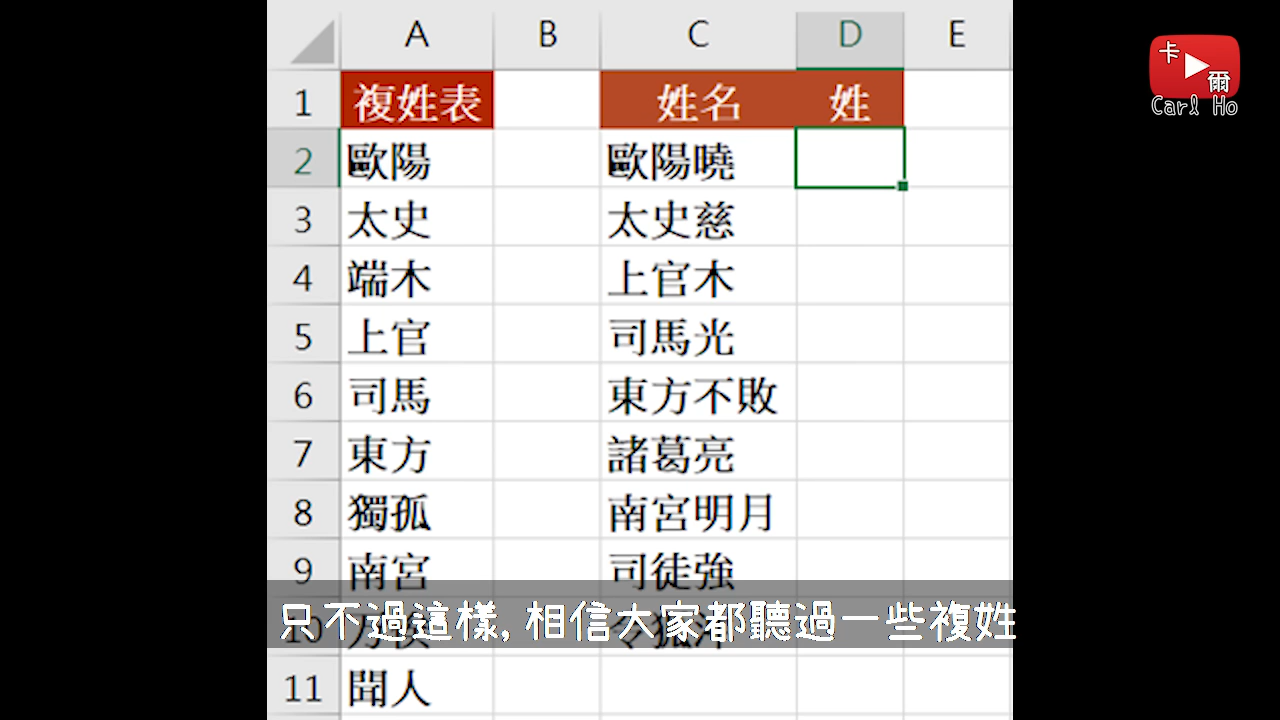 A B C D E
卡
爾
Carl Ho
1 複姓表 姓名 姓
2 歐陽 歐陽曉
3 太史 太史慈
4 端木 上官木
5 上官 司馬光
6 司馬 東方不敗
7 東方 諸葛亮
8 獨孤 南宮明月
9 南宮 司徒強
10
只不過這樣, 相信大家都聽過一些複姓
11 聞人